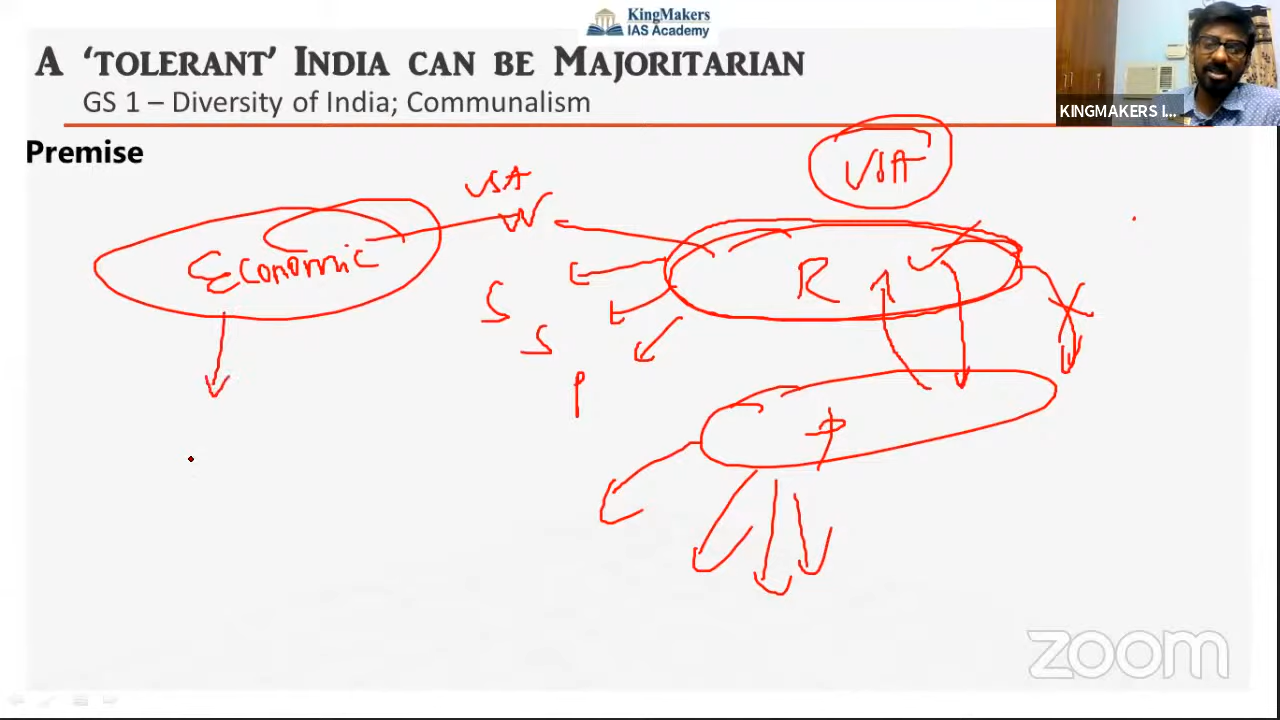 KingMakers
IAS Academy
A ‘tolerant’ India can be Majoritarian
GS 1 – Diversity of India; Communalism
KINGMAKERS I...
Premise
USA
USA
Economic
R
S
S
P
P
zoom